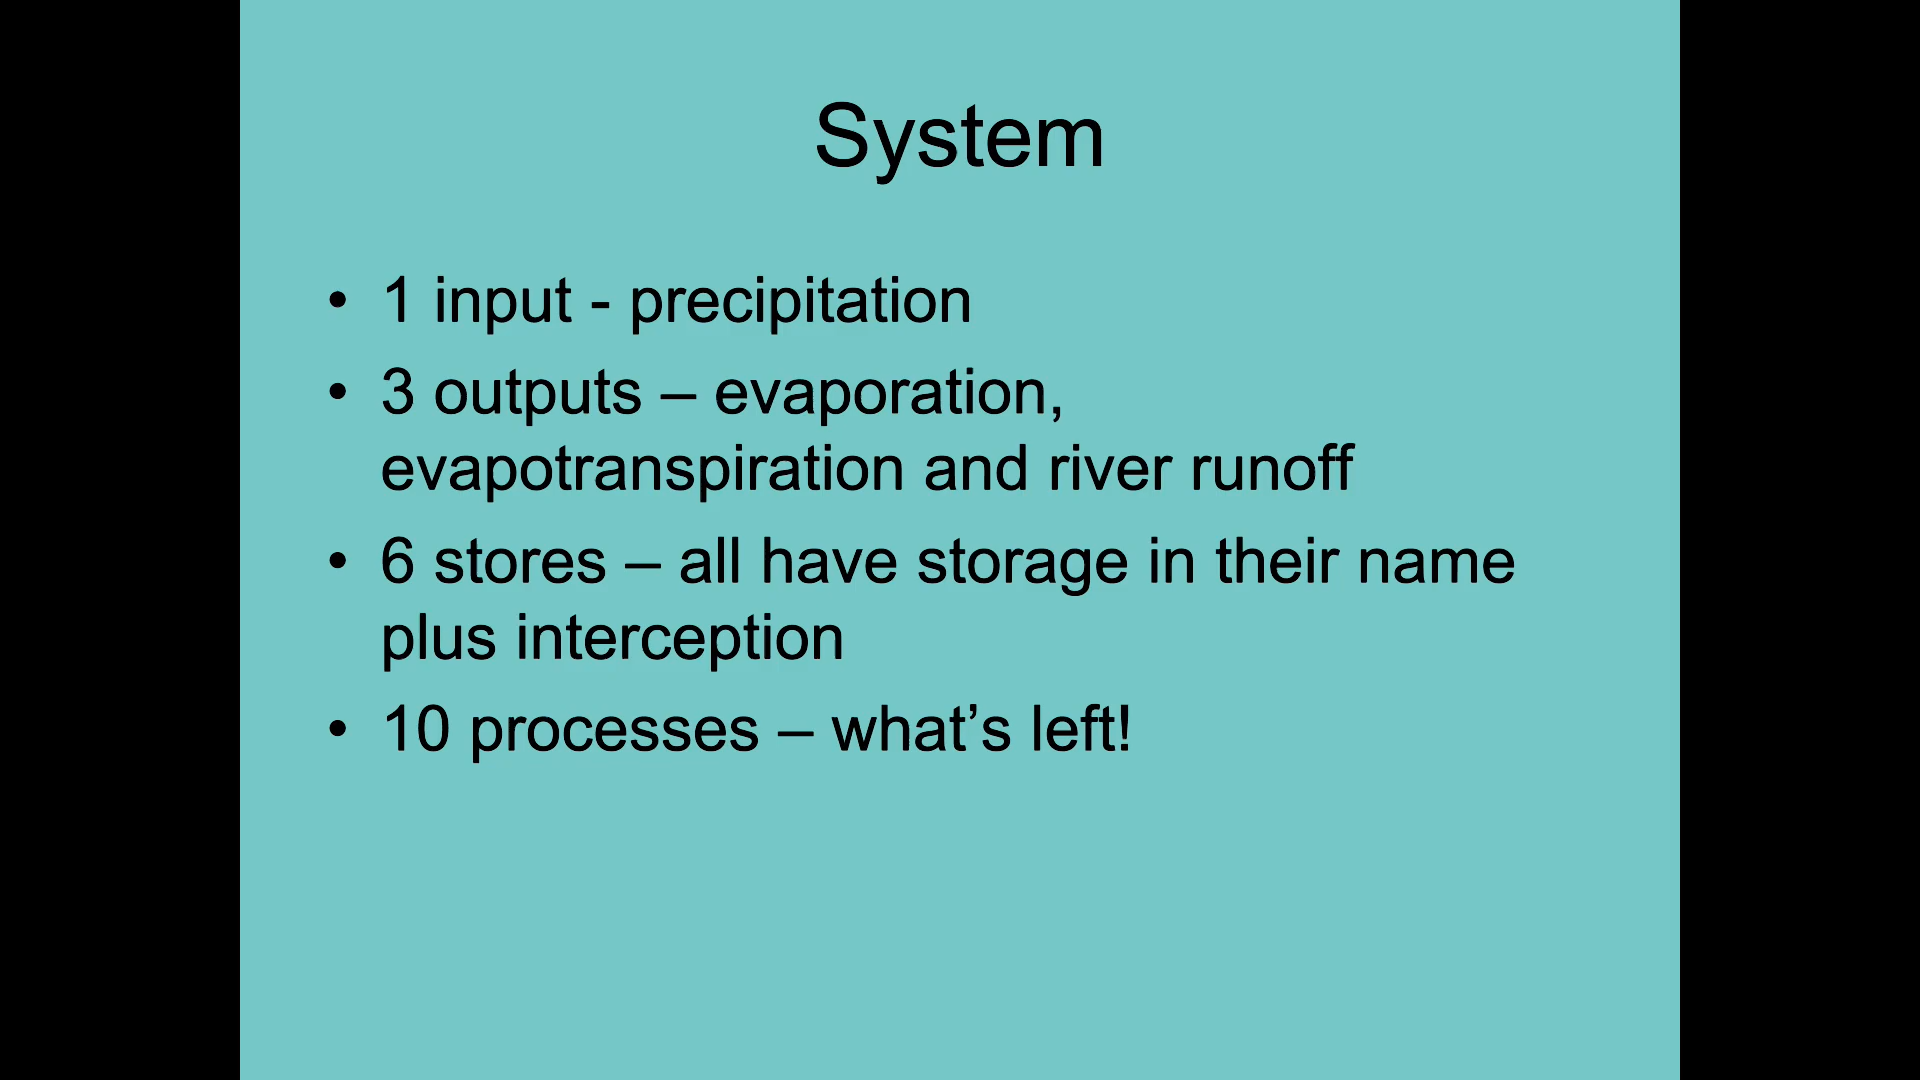 System
• 1 input - precipitation
• 3 outputs – evaporation,
evapotranspiration and river runoff
• 6 stores – all have storage in their name
plus interception
• 10 processes – what’s left!